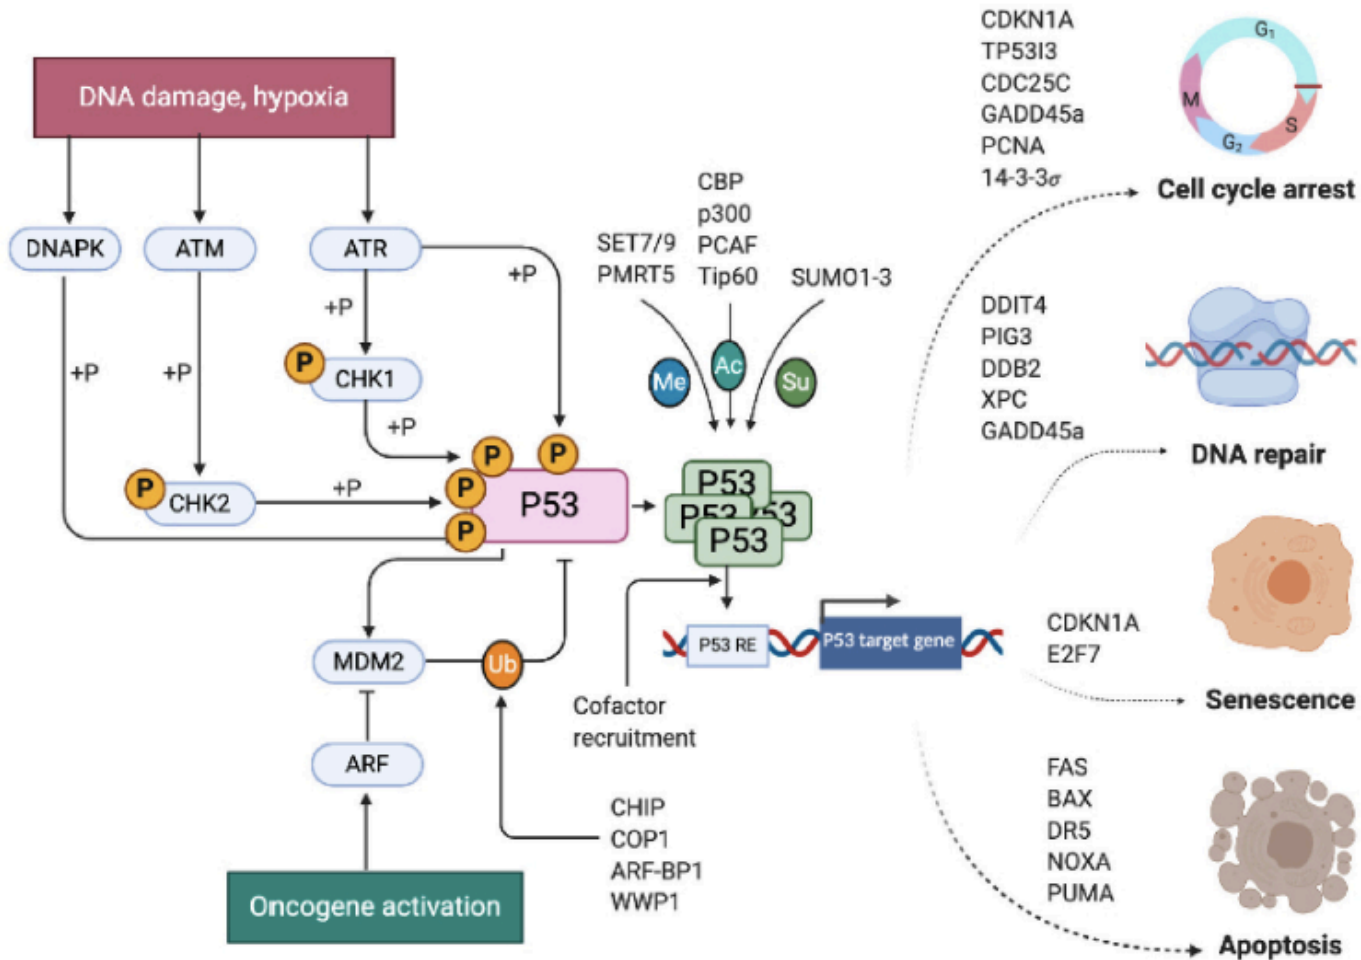 DNA damage, hypoxia
DNAPK
ATM
ATR
+P
+P
+P
+P
P
CHK1
+P
P
CHK2
+P
P
P
P
P
P53
MDM2
Ub
ARF
Oncogene activation
CHIP
COP1
ARF-BP1
WWP1
SET7/9
PMRT5
CBP
p300
PCAF
Tip60
SUMO1-3
Me
Ac
Su
P53
P53
53
P53
Cofactor
recruitment
P53 RE
P53 target gene
CDKN1A
TP53I3
CDC25C
GADD45a
PCNA
14-3-3σ
G₁
M
S
G₂
Cell cycle arrest
DDIT4
PIG3
DDB2
XPC
GADD45a
DNA repair
CDKN1A
E2F7
Senescence
FAS
BAX
DR5
NOXA
PUMA
Apoptosis